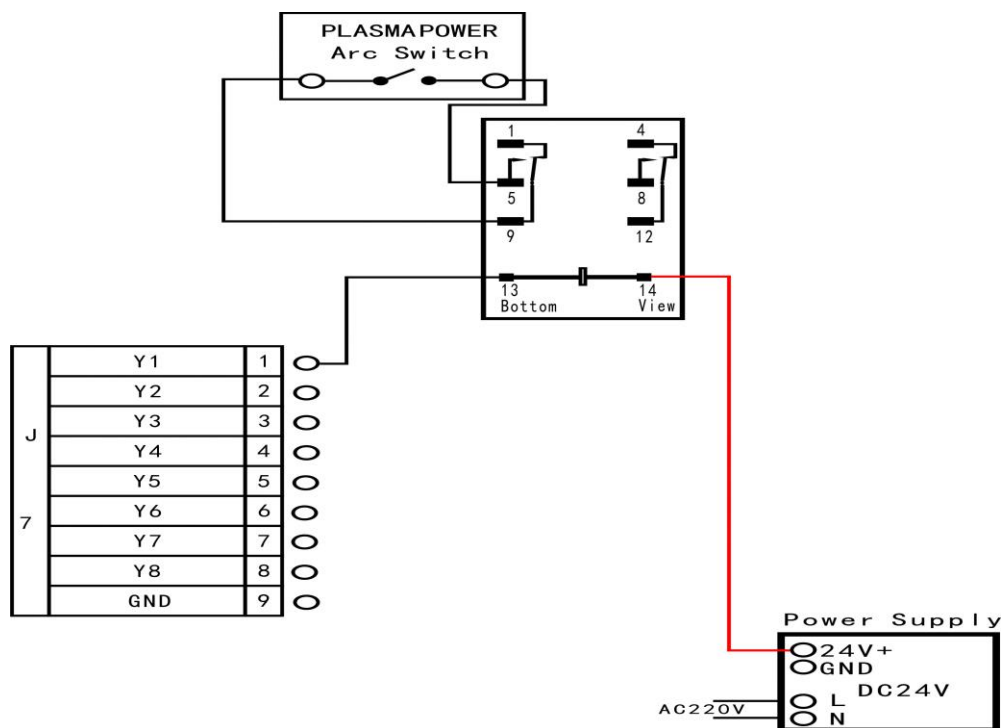 PLASMAPOWER
Arc Switch
1 4
5 8
9 12
13 14
Bottom View
J7
Y1 1
Y2 2
Y3 3
Y4 4
Y5 5
Y6 6
Y7 7
Y8 8
GND 9
Power Supply
24V+
GND
DC24V
AC220V L
N